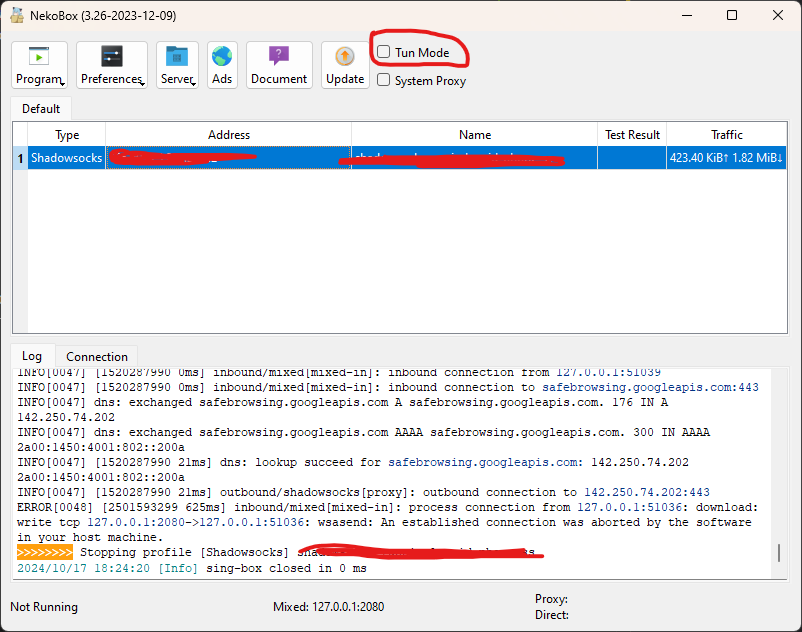 NekoBox (3.26-2023-12-09)
Program
Preferences
Server
Ads
Document
Update
Tun Mode
System Proxy
Default
Type Address Name Test Result Traffic
1 Shadowsocks 423.40 KiB↑ 1.82 MiB↓
Log Connection
INFO[0047] [1520287990 0ms] inbound/mixed[mixed-in]: inbound connection from 127.0.0.1:51039
INFO[0047] [1520287990 0ms] inbound/mixed[mixed-in]: inbound connection to safebrowsing.googleapis.com:443
INFO[0047] dns: exchanged safebrowsing.googleapis.com A safebrowsing.googleapis.com. 176 IN A
142.250.74.202
INFO[0047] dns: exchanged safebrowsing.googleapis.com AAAA safebrowsing.googleapis.com. 300 IN AAAA
2a00:1450:4001:802::200a
INFO[0047] [1520287990 21ms] dns: lookup succeed for safebrowsing.googleapis.com: 142.250.74.202
2a00:1450:4001:802::200a
INFO[0047] [1520287990 21ms] outbound/shadowsocks[proxy]: outbound connection to 142.250.74.202:443
ERROR[0048] [2501593299 625ms] inbound/mixed[mixed-in]: process connection from 127.0.0.1:51036: download:
write tcp 127.0.0.1:2080->127.0.0.1:51036: wsasend: An established connection was aborted by the software
in your host machine.
>>>>>>>> Stopping profile [Shadowsocks]
2024/10/17 18:24:20 [Info] sing-box closed in 0 ms
Not Running
Mixed: 127.0.0.1:2080
Proxy:
Direct: